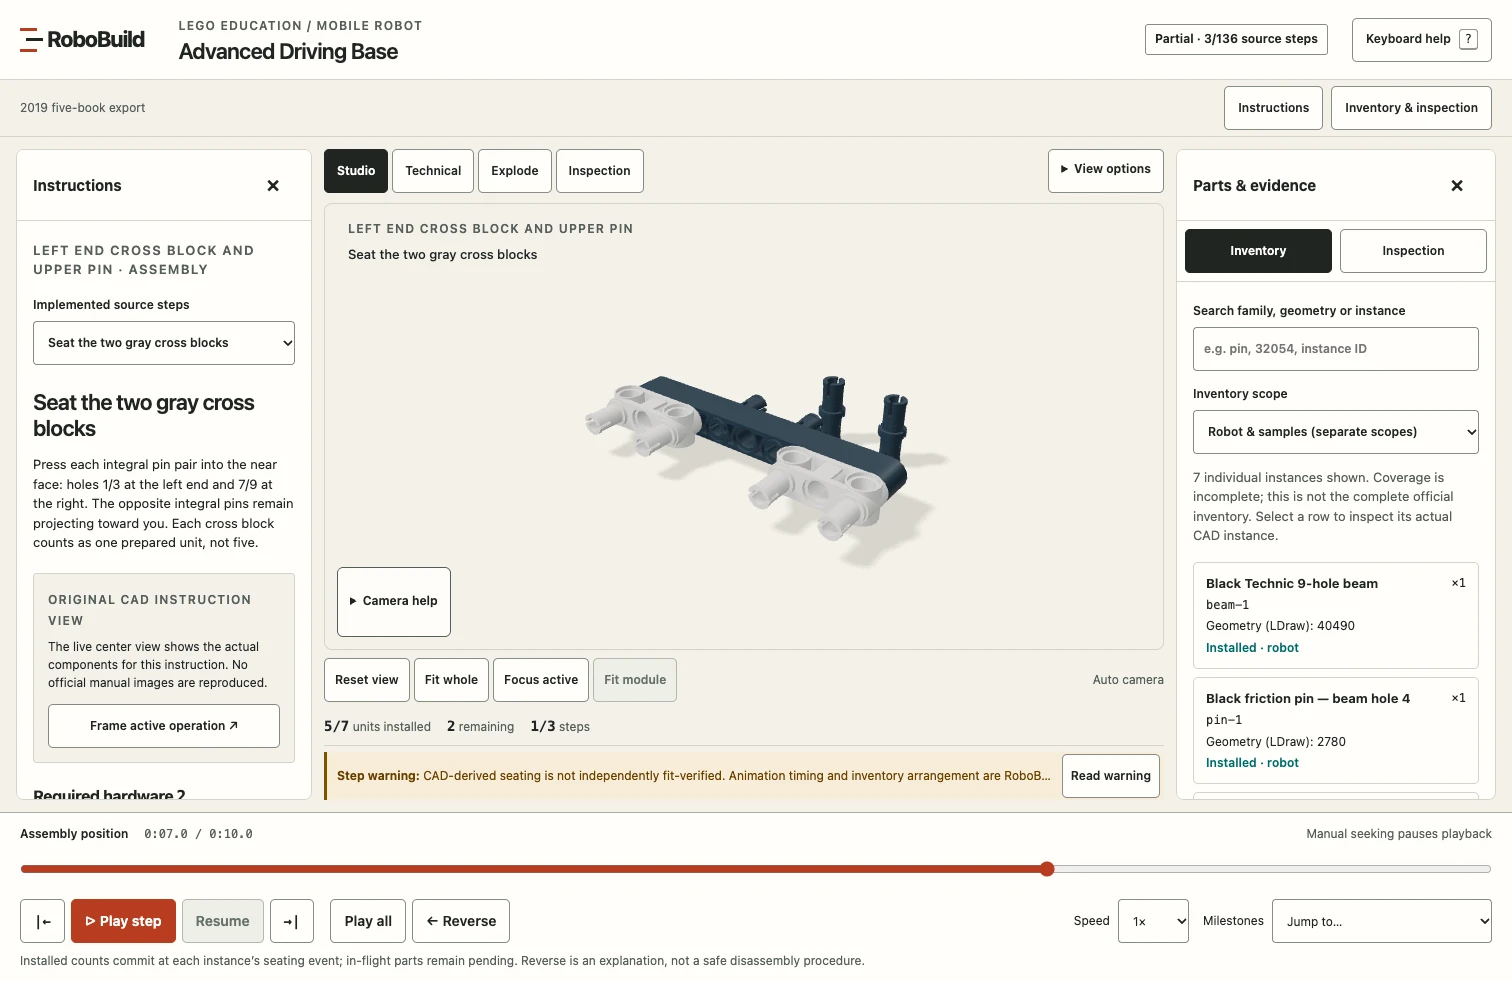 RoboBuild
LEGO EDUCATION / MOBILE ROBOT
Advanced Driving Base
Partial · 3/136 source steps
Keyboard help ?
2019 five-book export
Instructions
Inventory & inspection
Instructions
LEFT END CROSS BLOCK AND
UPPER PIN · ASSEMBLY
Implemented source steps
Seat the two gray cross blocks
Seat the two gray cross
blocks
Press each integral pin pair into the near
face: holes 1/3 at the left end and 7/9 at
the right. The opposite integral pins remain
projecting toward you. Each cross block
counts as one prepared unit, not five.
ORIGINAL CAD INSTRUCTION
VIEW
The live center view shows the actual
components for this instruction. No
official manual images are reproduced.
Frame active operation ↗
Required hardware 2
Studio
Technical
Explode
Inspection
View options
LEFT END CROSS BLOCK AND UPPER PIN
Seat the two gray cross blocks
Camera help
Reset view
Fit whole
Focus active
Fit module
Auto camera
5/7 units installed 2 remaining 1/3 steps
Step warning: CAD-derived seating is not independently fit-verified. Animation timing and inventory arrangement are RoboB...
Read warning
Parts & evidence
Inventory
Inspection
Search family, geometry or instance
e.g. pin, 32054, instance ID
Inventory scope
Robot & samples (separate scopes)
7 individual instances shown. Coverage is
incomplete; this is not the complete official
inventory. Select a row to inspect its actual
CAD instance.
Black Technic 9-hole beam ×1
beam-1
Geometry (LDraw): 40490
Installed · robot
Black friction pin — beam hole 4 ×1
pin-1
Geometry (LDraw): 2780
Installed · robot
Assembly position 0:07.0 / 0:10.0
Manual seeking pauses playback
|←
▷ Play step
Resume
→|
Play all
← Reverse
Speed 1×
Milestones Jump to...
Installed counts commit at each instance's seating event; in-flight parts remain pending. Reverse is an explanation, not a safe disassembly procedure.